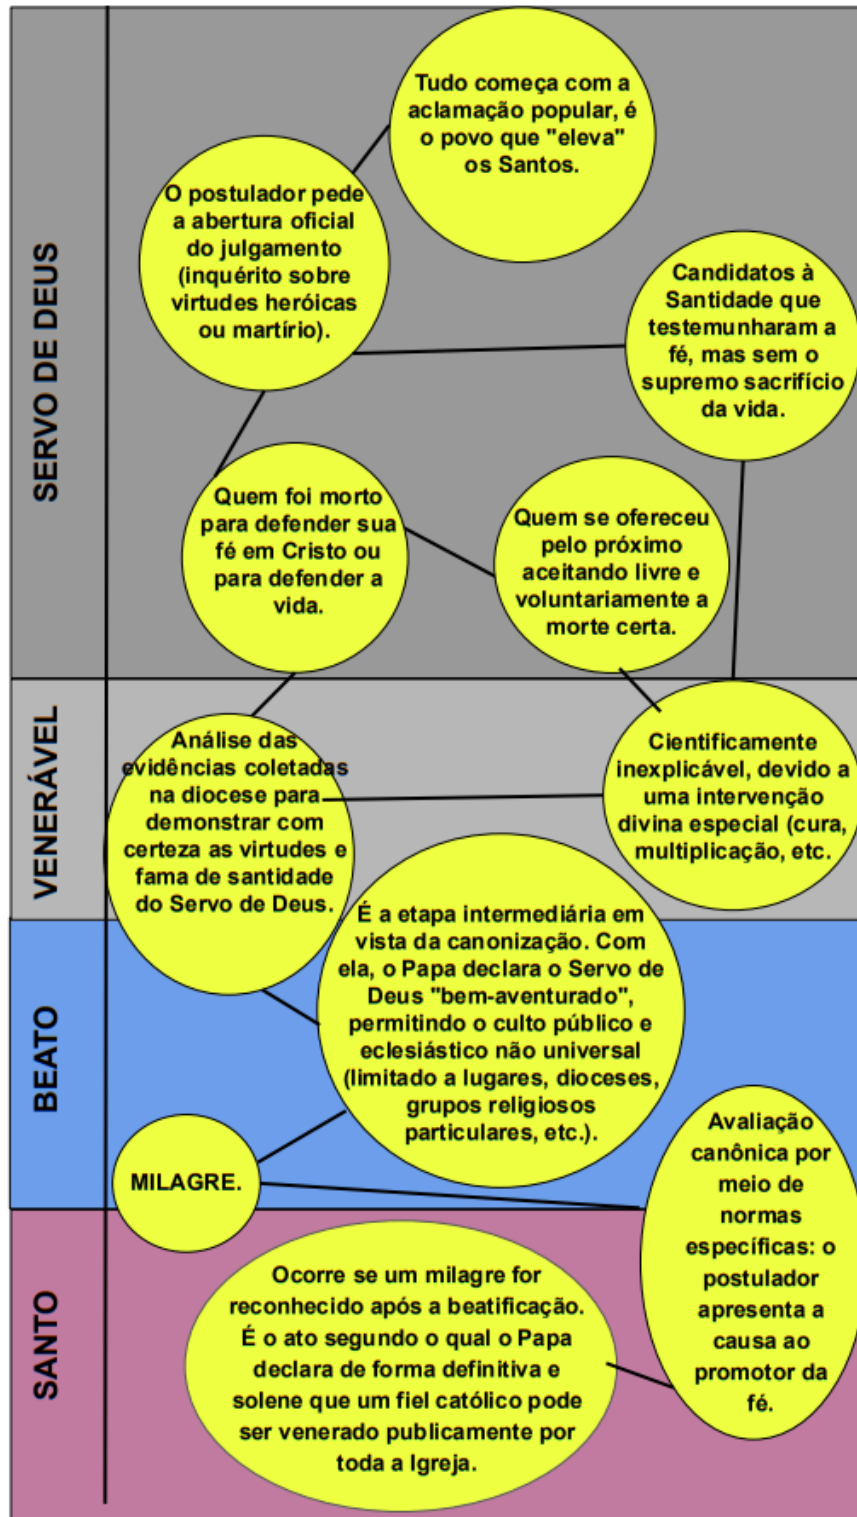 SERVO DE DEUS
Tudo começa com a
aclamação popular, é
o povo que "eleva"
os Santos.
O postulador pede
a abertura oficial
do julgamento
(inquérito sobre
virtudes heróicas
ou martírio).
Candidatos à
Santidade que
testemunharam a
fé, mas sem o
supremo sacrifício
da vida.
Quem foi morto
para defender sua
fé em Cristo ou
para defender a
vida.
Quem se ofereceu
pelo próximo
aceitando livre e
voluntariamente a
morte certa.
VENERÁVEL
Análise das
evidências coletadas
na diocese para
demonstrar com
certeza as virtudes e
fama de santidade
do Servo de Deus.
Cientificamente
inexplicável, devido a
uma intervenção
divina especial (cura,
multiplicação, etc.
BEATO
É a etapa intermediária em
vista da canonização. Com
ela, o Papa declara o Servo de
Deus "bem-aventurado",
permitindo o culto público e
eclesiástico não universal
(limitado a lugares, dioceses,
grupos religiosos
particulares, etc.).
MILAGRE.
Avaliação
canônica por
meio de
normas
específicas: o
postulador
apresenta a
causa ao
promotor da
fé.
SANTO
Ocorre se um milagre for
reconhecido após a beatificação.
É o ato segundo o qual o Papa
declara de forma definitiva e
solene que um fiel católico pode
ser venerado publicamente por
toda a Igreja.